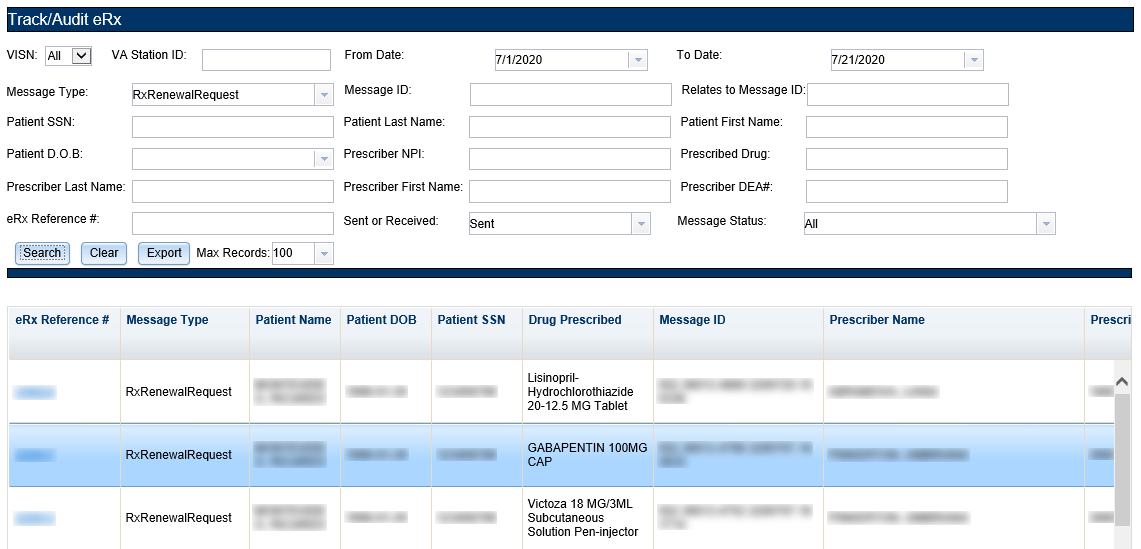 Track/Audit eRx
VISN: All VA Station ID: From Date: 7/1/2020 To Date: 7/21/2020
Message Type: RxRenewalRequest Message ID: Relates to Message ID:
Patient SSN: Patient Last Name: Patient First Name:
Patient D.O.B: Prescriber NPI: Prescribed Drug:
Prescriber Last Name: Prescriber First Name: Prescriber DEA#:
eRx Reference #: Sent or Received: Sent Message Status: All
Search Clear Export Max Records: 100
eRx Reference # Message Type Patient Name Patient DOB Patient SSN Drug Prescribed Message ID Prescriber Name Prescri
Lisinopril-
RxRenewalRequest Hydrochlorothiazide
20-12.5 MG Tablet
RxRenewalRequest GABAPENTIN 100MG
CAP
Victoza 18 MG/3ML
RxRenewalRequest Subcutaneous
Solution Pen-injector